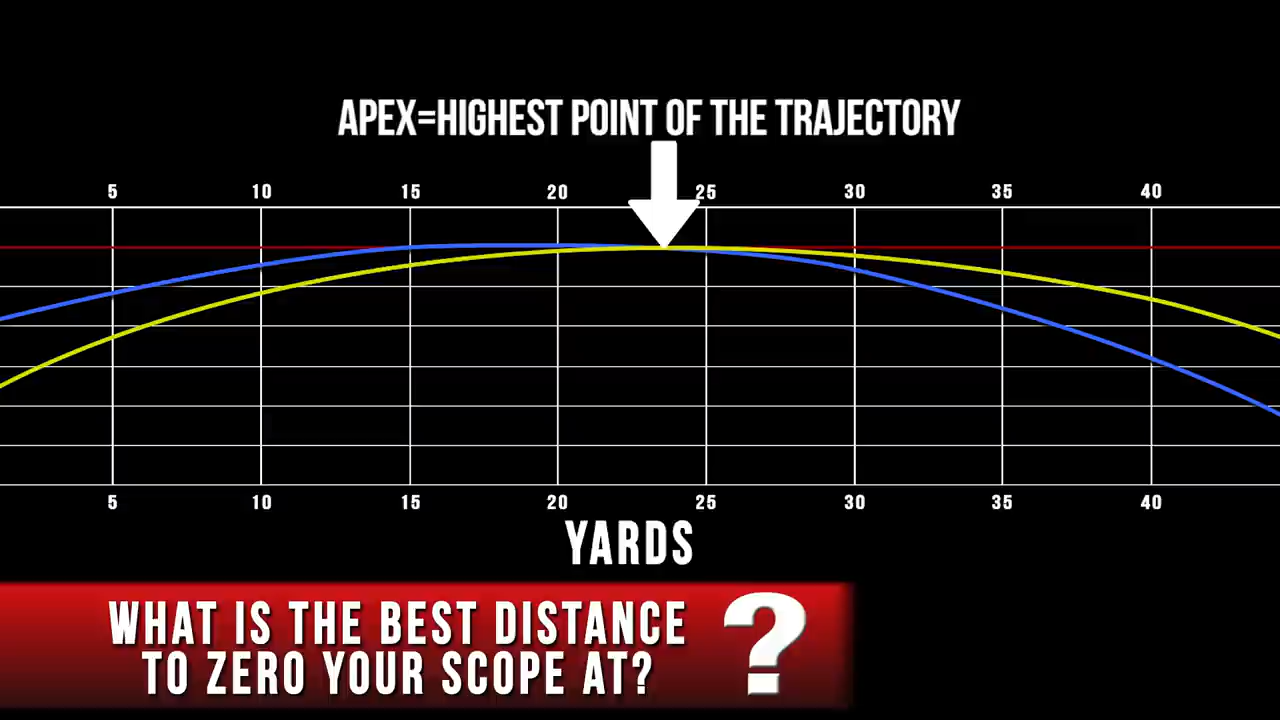 APEX=HIGHEST POINT OF THE TRAJECTORY
5 10 15 20 25 30 35 40
5 10 15 20 25 30 35 40
YARDS
WHAT IS THE BEST DISTANCE
TO ZERO YOUR SCOPE AT?
?